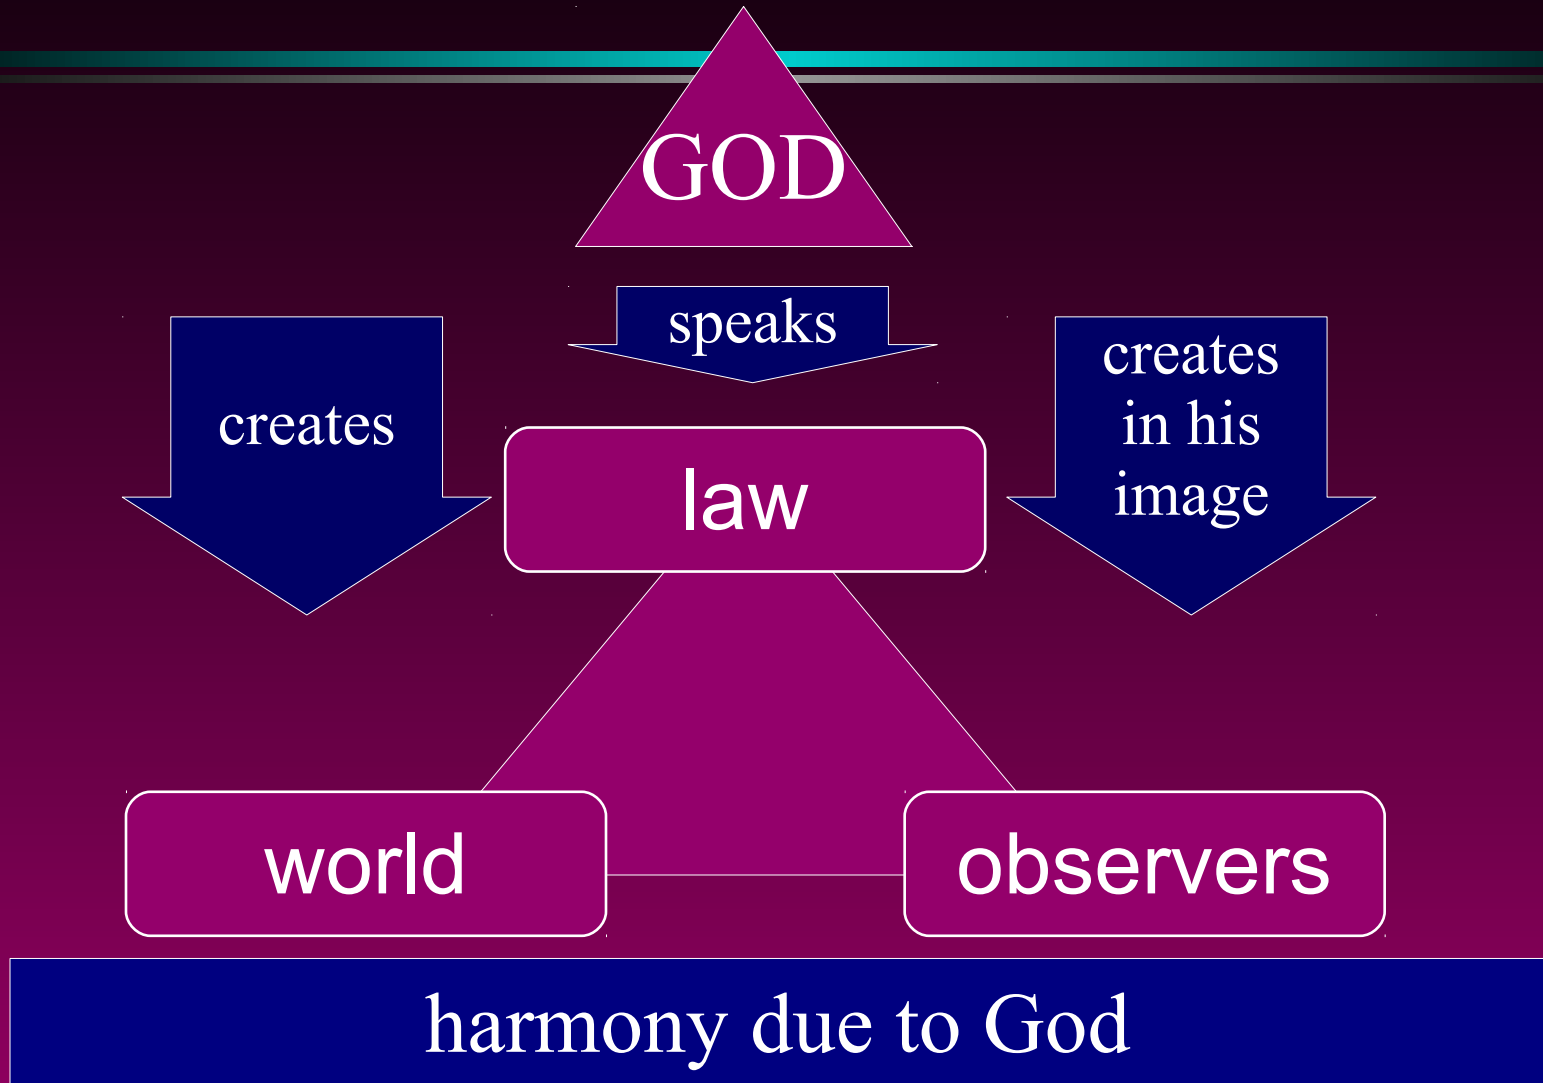 GOD
speaks
creates
creates
in his
image
law
world
observers
harmony due to God